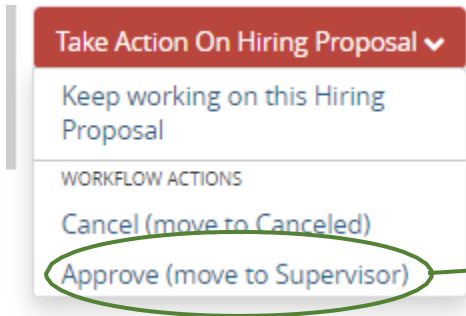 Take Action On Hiring Proposal
Keep working on this Hiring
Proposal
WORKFLOW ACTIONS
Cancel (move to Canceled)
Approve (move to Supervisor)